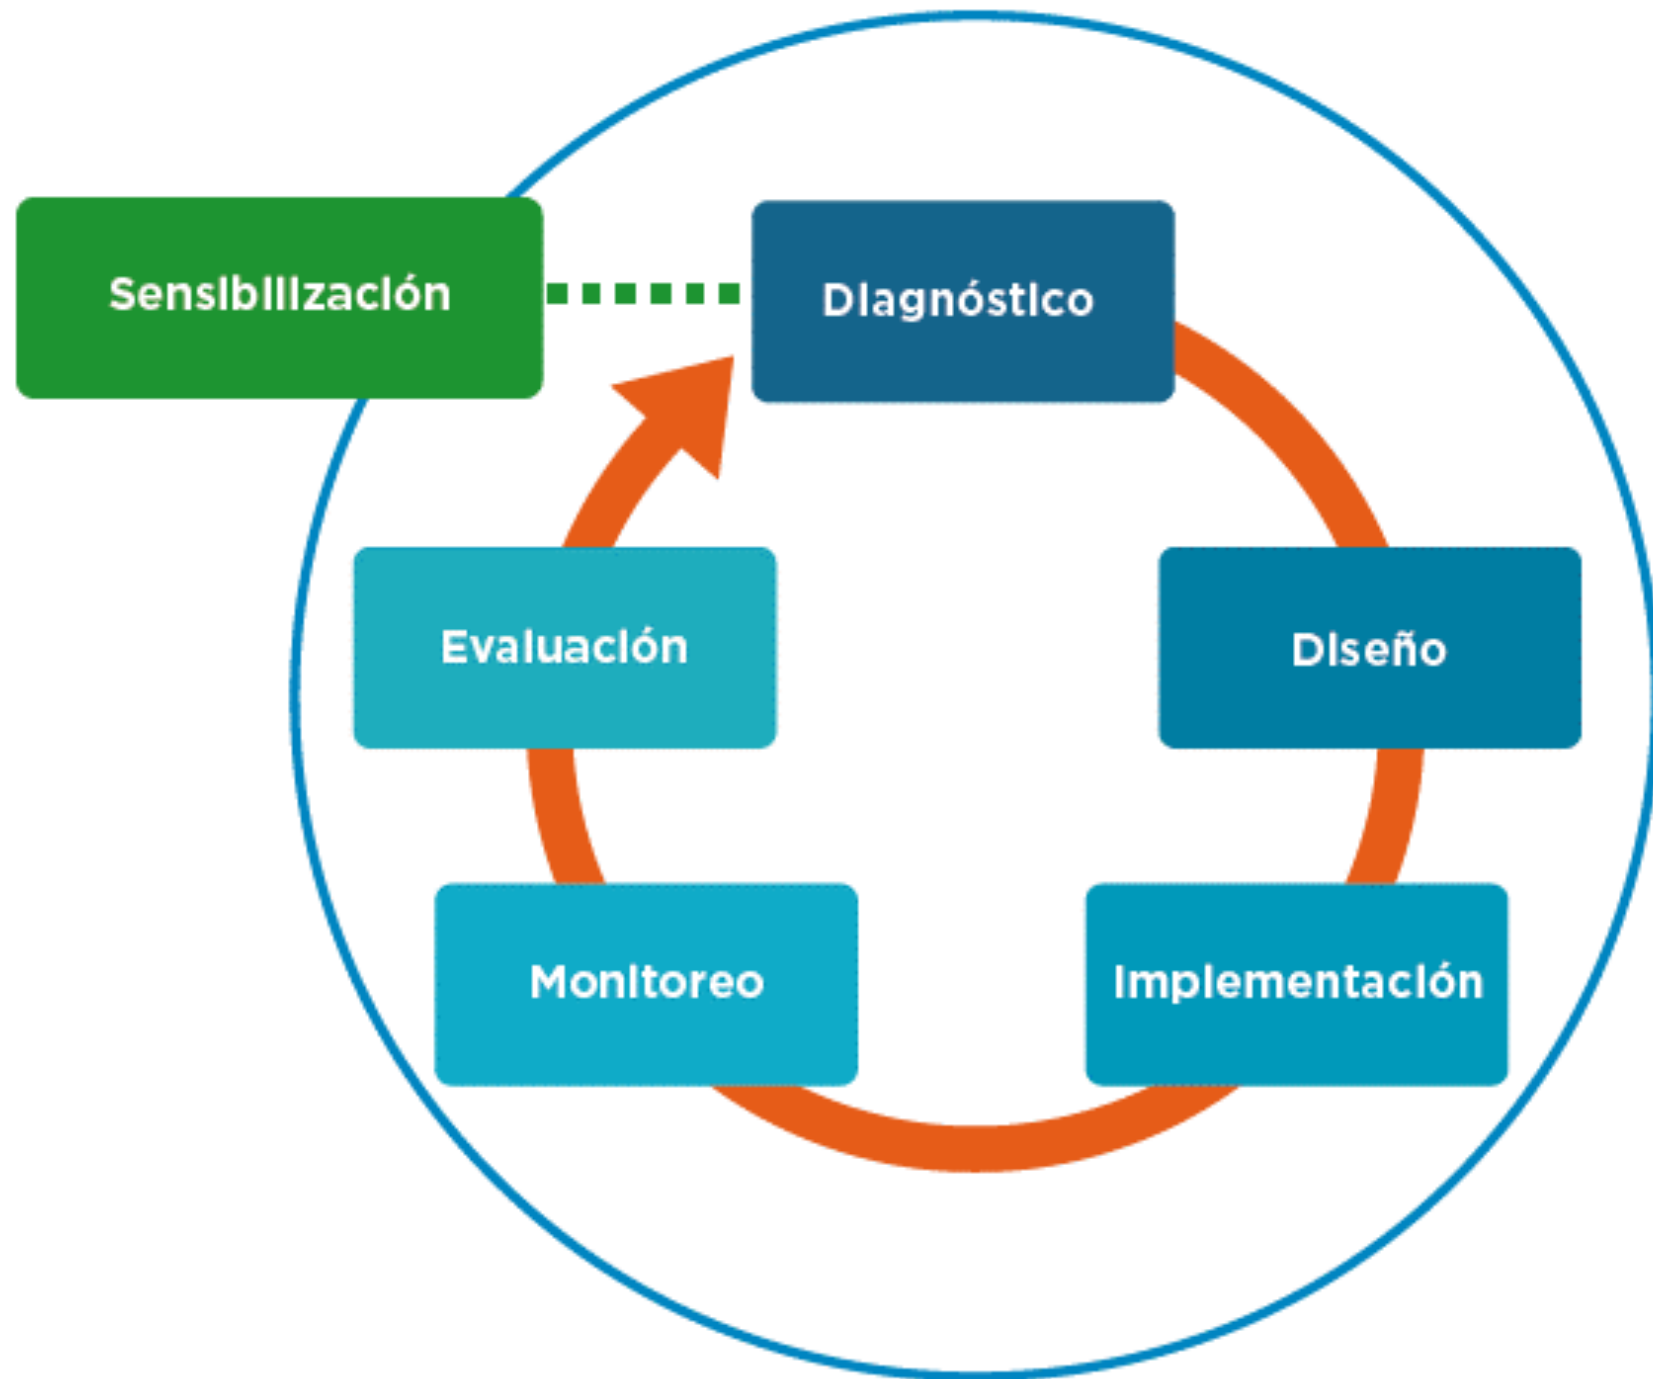 Sensibilización
Diagnóstico
Diseño
Implementación
Monitoreo
Evaluación